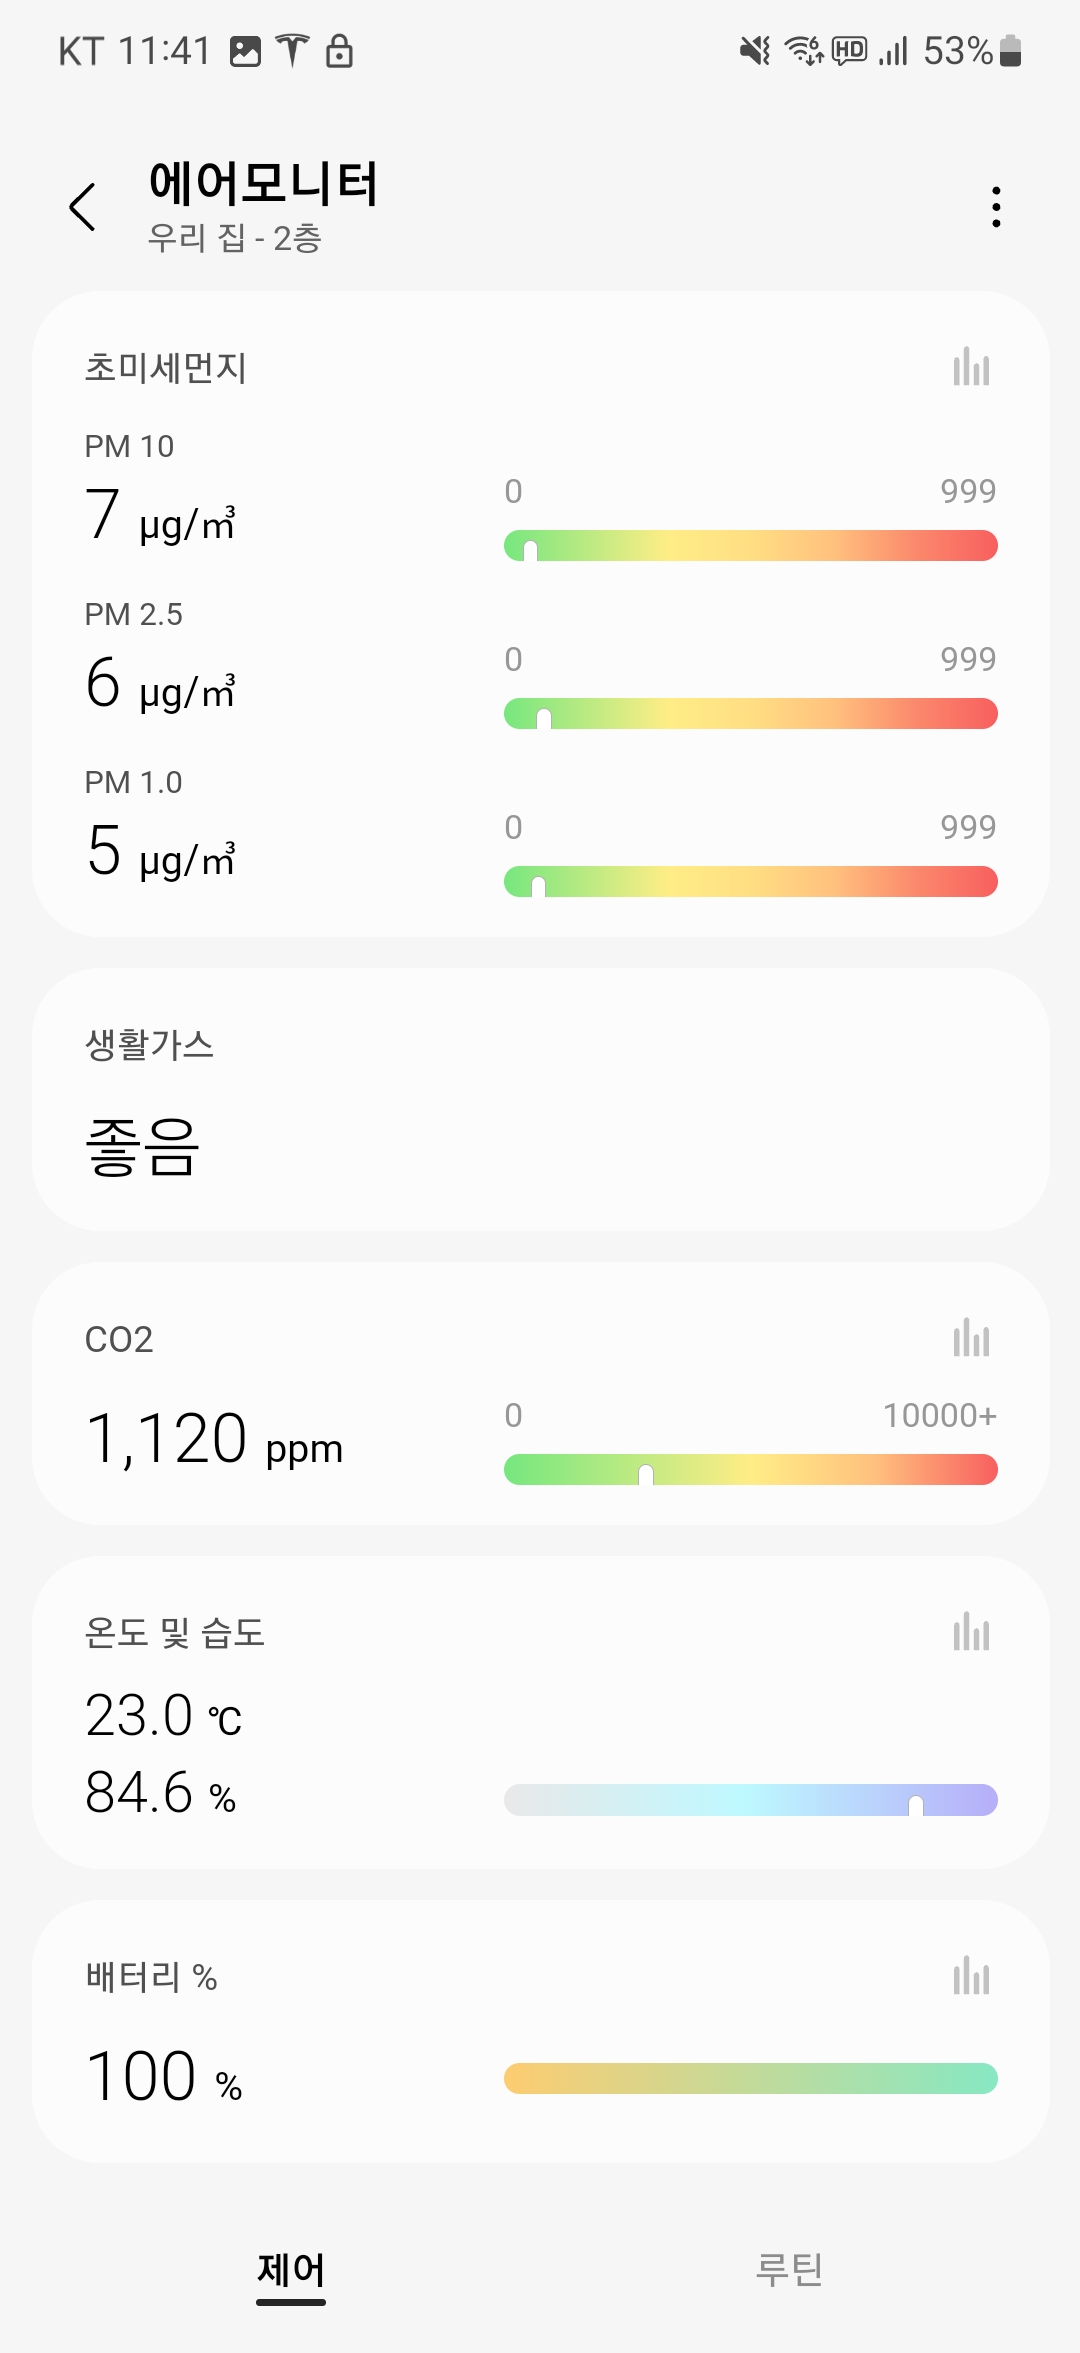 KT 11:41 HD 53%
에어모니터
우리 집 - 2층
초미세먼지
PM 10
7 μg/㎥
0 999
PM 2.5
6 μg/㎥
0 999
PM 1.0
5 μg/㎥
0 999
생활가스
좋음
CO2
1,120 ppm
0 10000+
온도 및 습도
23.0 ℃
84.6 %
배터리 %
100 %
제어 루틴